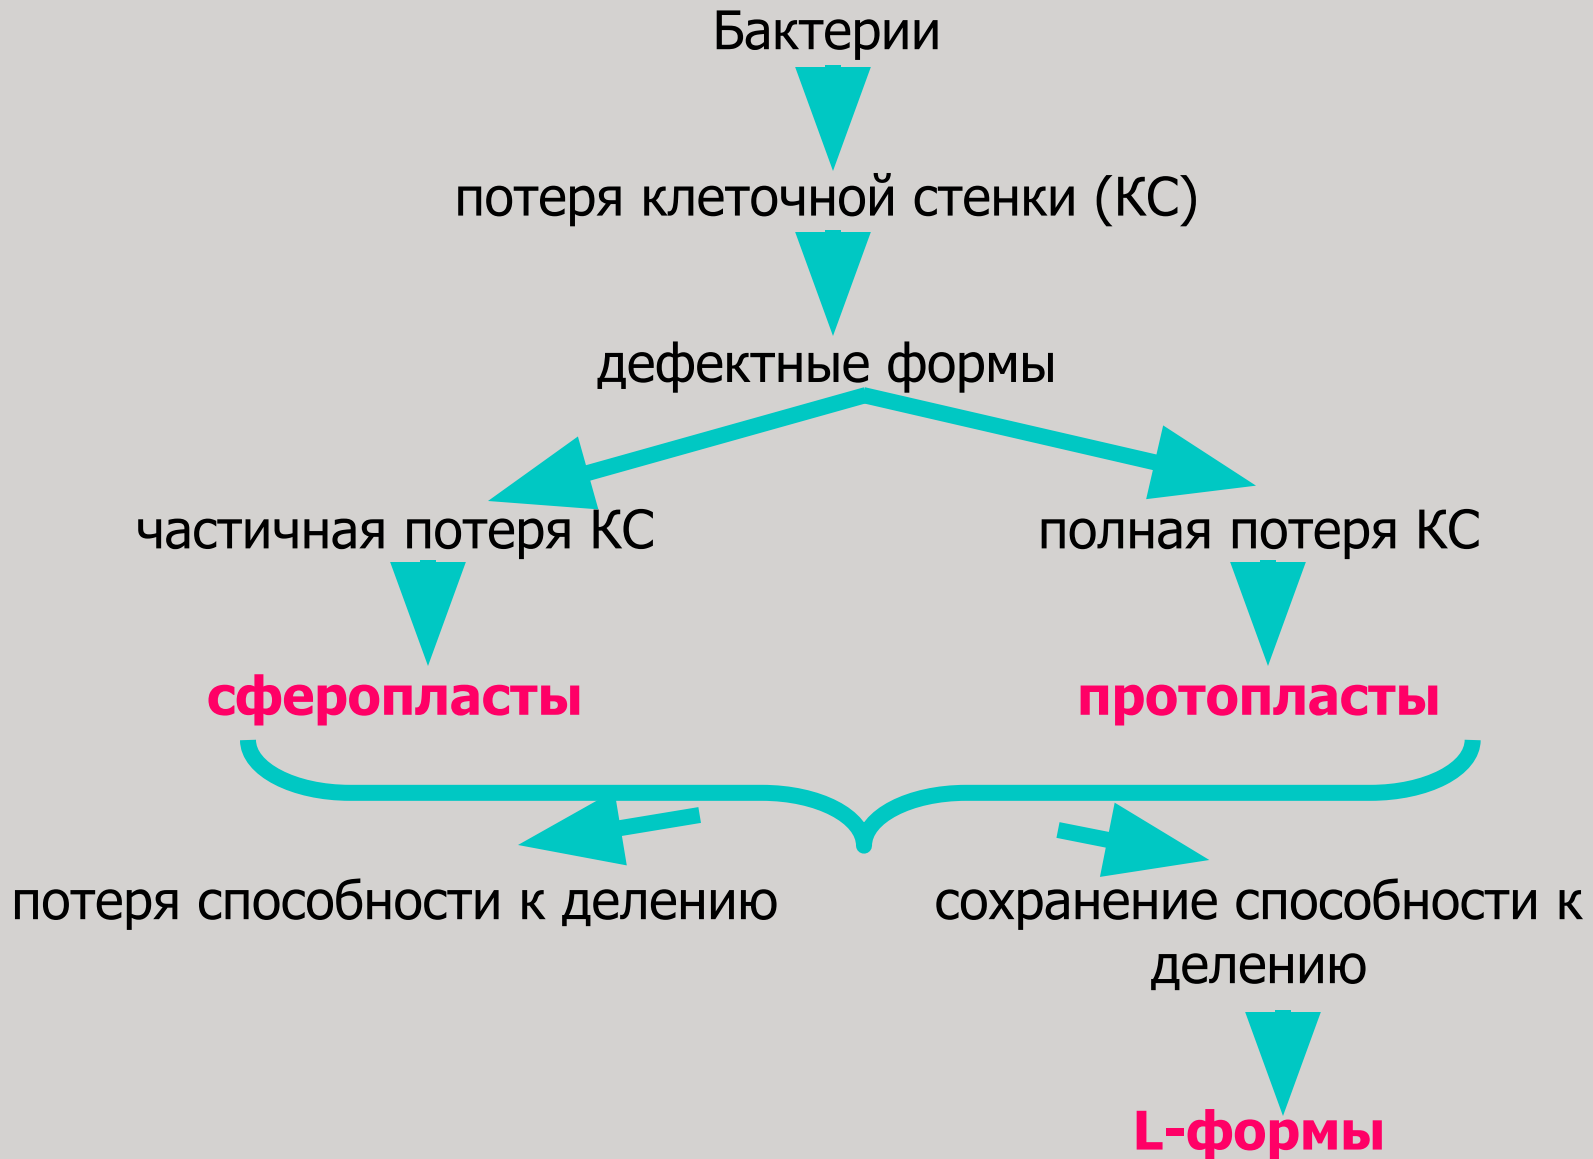 Бактерии
потеря клеточной стенки (КС)
дефектные формы
частичная потеря КС
полная потеря КС
сферопласты
протопласты
потеря способности к делению
сохранение способности к
делению
L-формы